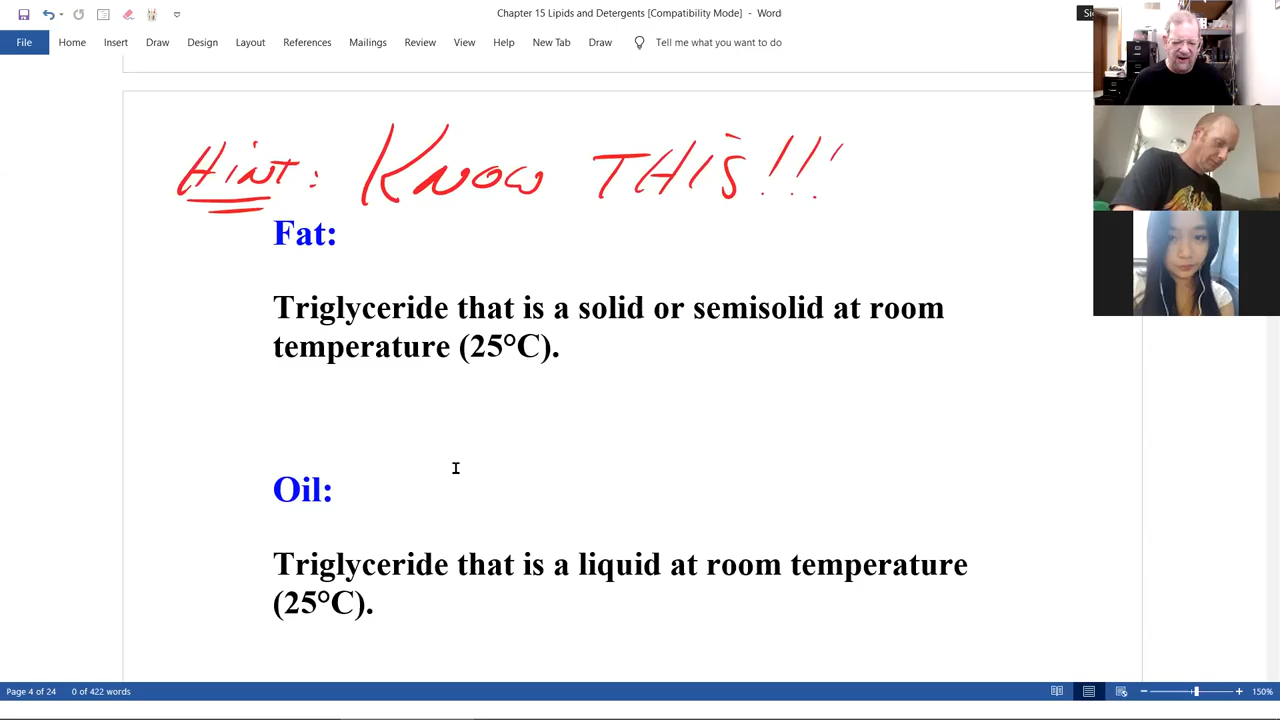 Chapter 15 Lipids and Detergents [Compatibility Mode] - Word
File Home Insert Draw Design Layout References Mailings Review View Help New Tab Draw Tell me what you want to do
Hint: KNOW THIS!!!
Fat:
Triglyceride that is a solid or semisolid at room
temperature (25°C).
Oil:
Triglyceride that is a liquid at room temperature
(25°C).
Page 4 of 24 0 of 422 words 150%